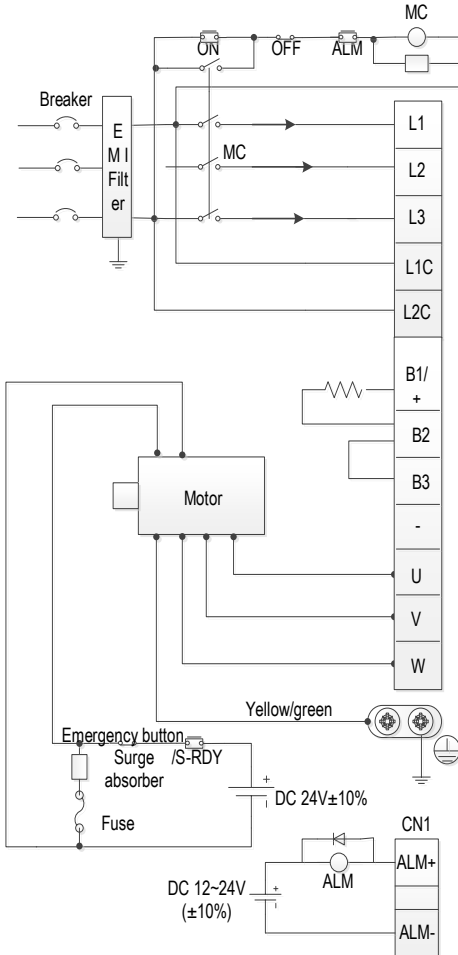 MC
ON
OFF
ALM
Breaker
E
M I
Filt
er
MC
L1
L2
L3
L1C
L2C
B1/
+
B2
B3
-
U
V
W
Motor
Yellow/green
Emergency button
Surge
absorber
/S-RDY
Fuse
+
-
DC 24V±10%
CN1
ALM+
ALM
DC 12~24V
(±10%)
+
-
ALM-